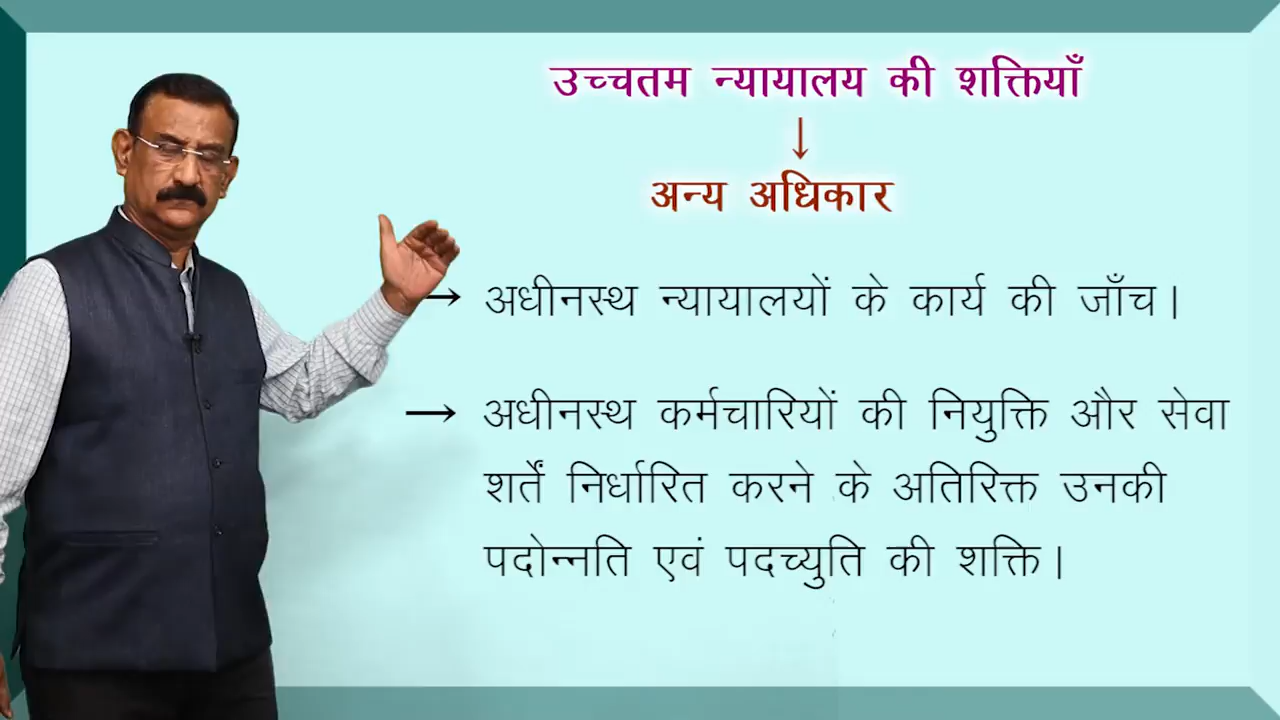 उच्चतम न्यायालय की शक्तियाँ
↓
अन्य अधिकार
→ अधीनस्थ न्यायालयों के कार्य की जाँच।
→ अधीनस्थ कर्मचारियों की नियुक्ति और सेवा
शर्तें निर्धारित करने के अतिरिक्त उनकी
पदोन्नति एवं पदच्युति की शक्ति।